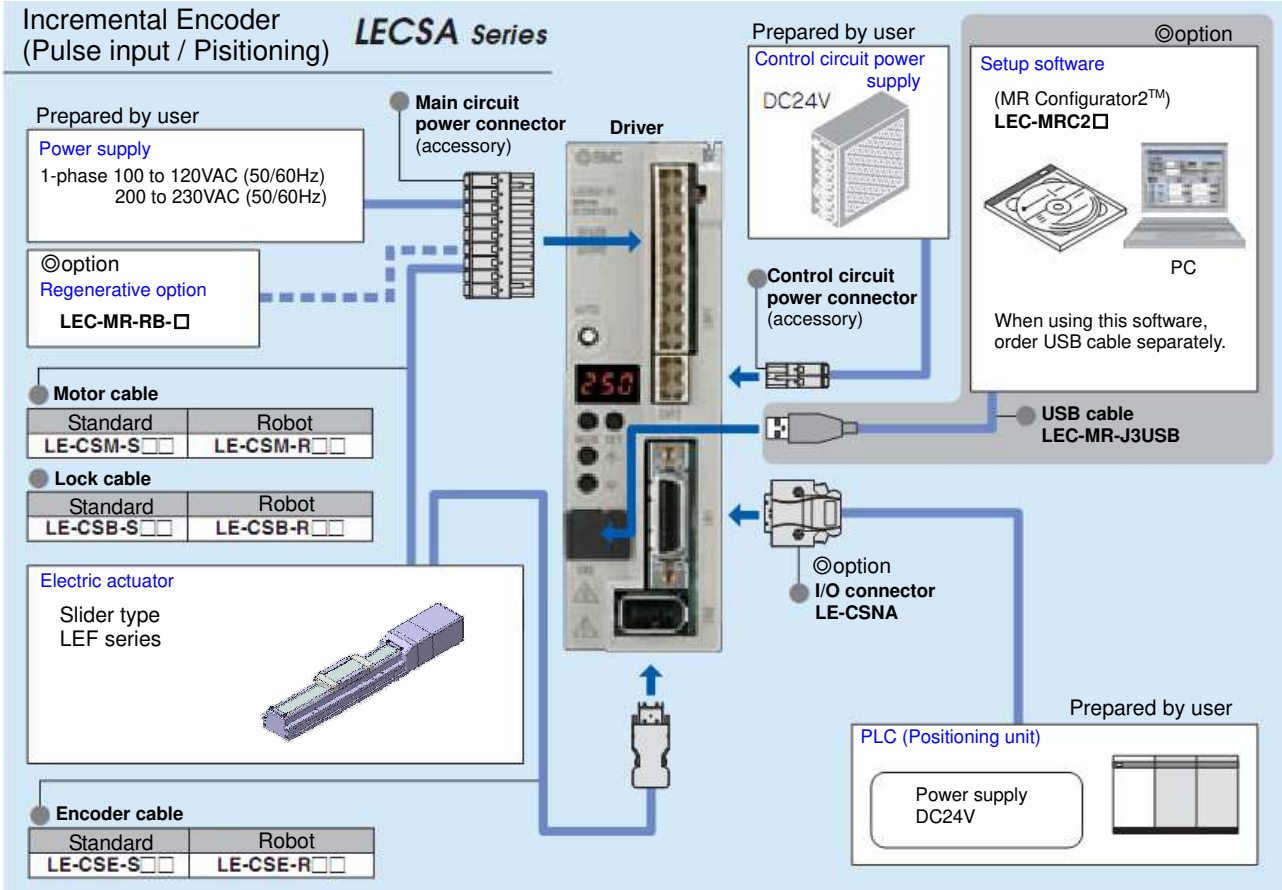 Incremental Encoder
(Pulse input / Pisitioning)
LECSA Series
Prepared by user
Power supply
1-phase 100 to 120VAC (50/60Hz)
200 to 230VAC (50/60Hz)
◎option
Regenerative option
LEC-MR-RB-□
Main circuit
power connector
(accessory)
Driver
SMC
250
Prepared by user
Control circuit power
supply
DC24V
Control circuit
power connector
(accessory)
◎option
Setup software
(MR Configurator2™)
LEC-MRC2□
PC
When using this software,
order USB cable separately.
USB cable
LEC-MR-J3USB
Motor cable
Standard Robot
LE-CSM-S□□ LE-CSM-R□□
Lock cable
Standard Robot
LE-CSB-S□□ LE-CSB-R□□
Electric actuator
Slider type
LEF series
◎option
I/O connector
LE-CSNA
Prepared by user
PLC (Positioning unit)
Power supply
DC24V
Encoder cable
Standard Robot
LE-CSE-S□□ LE-CSE-R□□